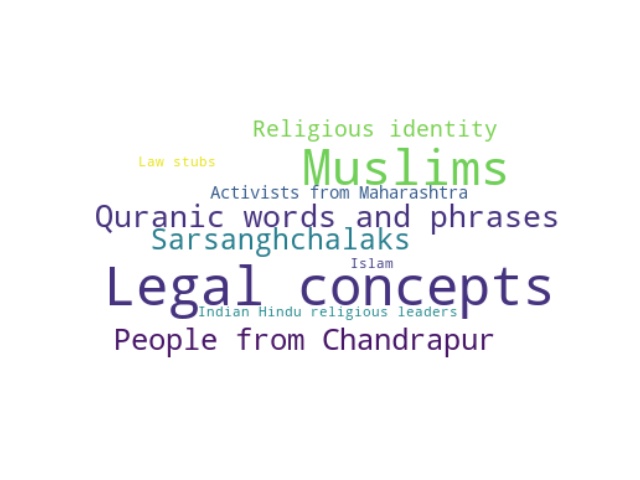 Religious identity
Law stubs
Muslims
Activists from Maharashtra
Quranic words and phrases
Sarsanghchalaks
Islam
Legal concepts
Indian Hindu religious leaders
People from Chandrapur